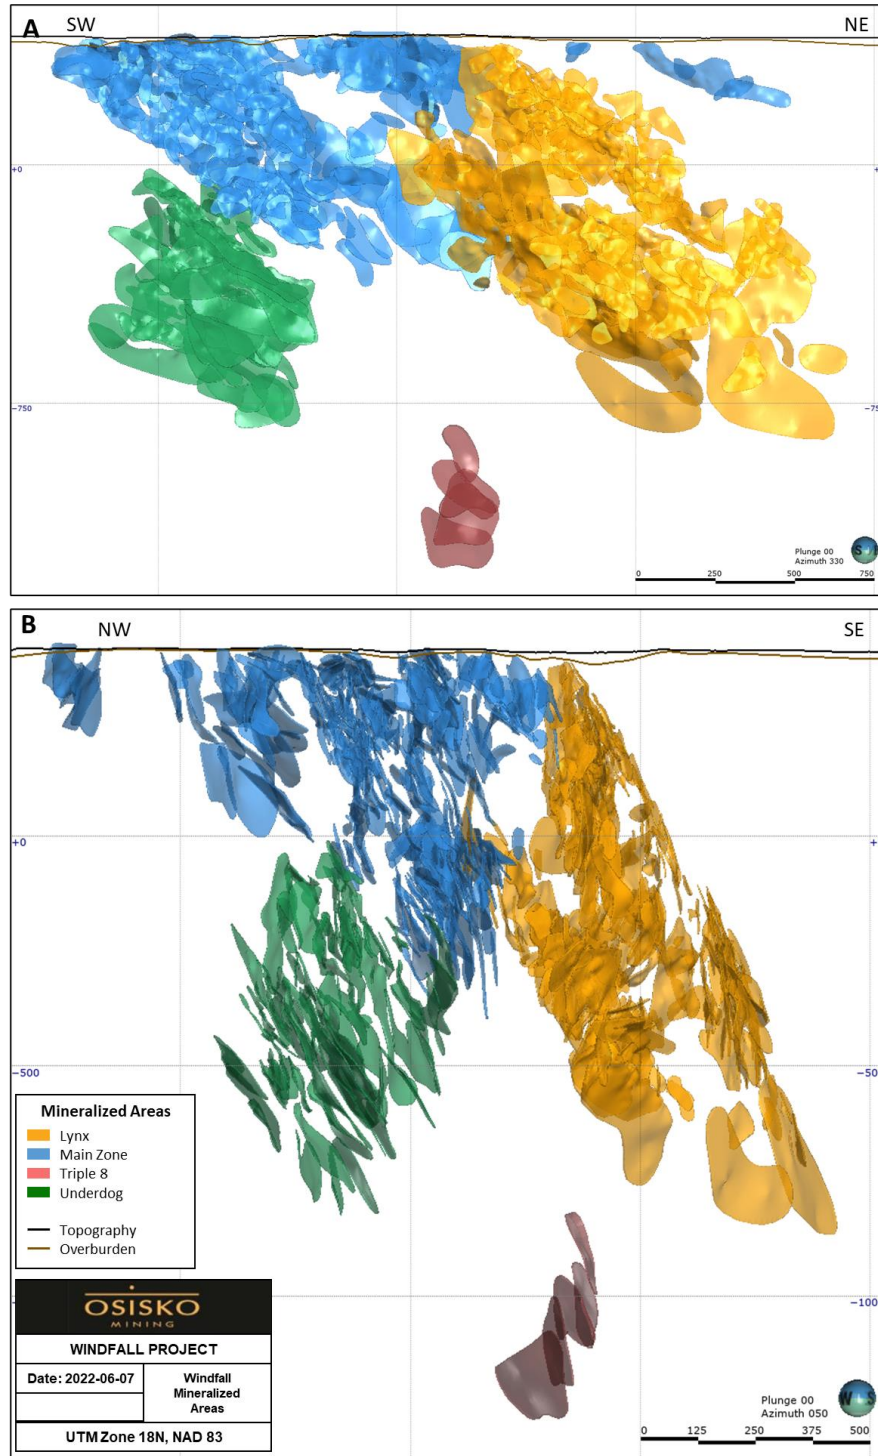 A
SW
NE
+0
+
-750
-75
Plunge 00
Azimuth 330
0 250 500 750
B
NW
SE
+0
+
-500
-50
Mineralized Areas
Lynx
Main Zone
Triple 8
Underdog
Topography
Overburden
-100
OSISKO
MINING
WINDFALL PROJECT
Date: 2022-06-07
Windfall
Mineralized
Areas
UTM Zone 18N, NAD 83
W S
Plunge 00
Azimuth 050
0 125 250 375 500